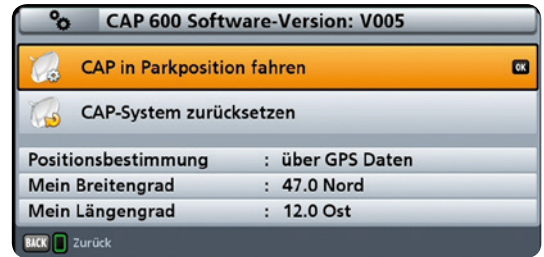 CAP 600 Software-Version: V005
CAP in Parkposition fahren OK
CAP-System zurücksetzen
Positionsbestimmung : über GPS Daten
Mein Breitengrad : 47.0 Nord
Mein Längengrad : 12.0 Ost
BACK Zurück